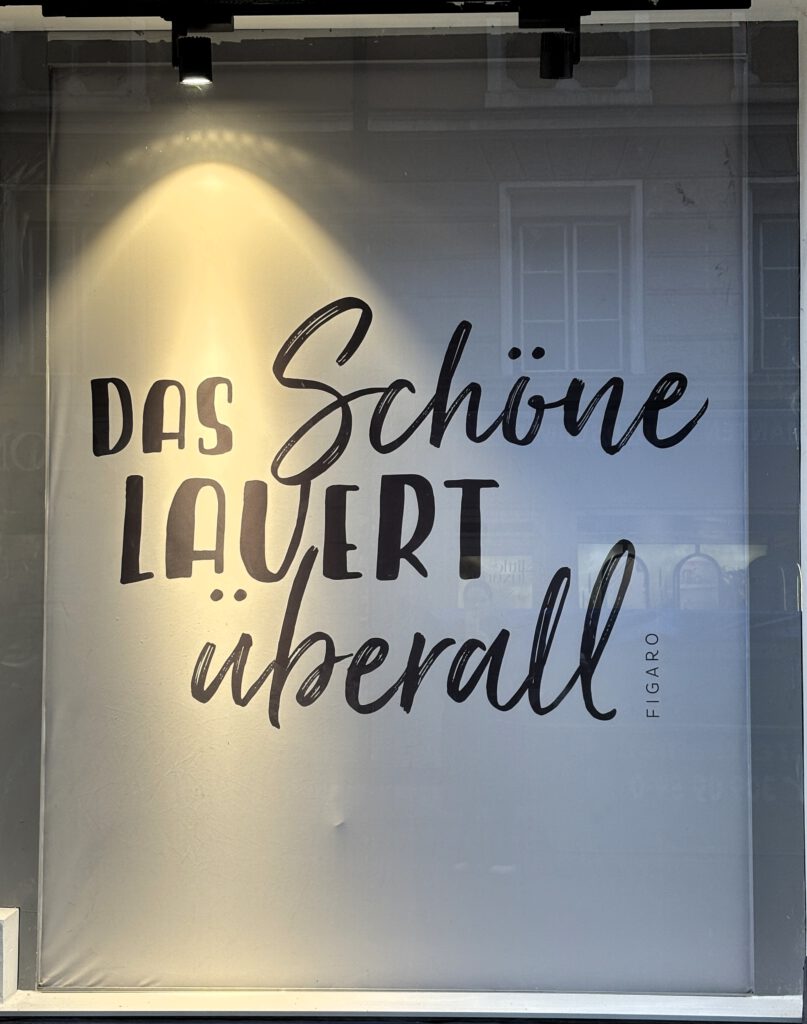 DAS Schöne
LAUERT
überall
FIGARO